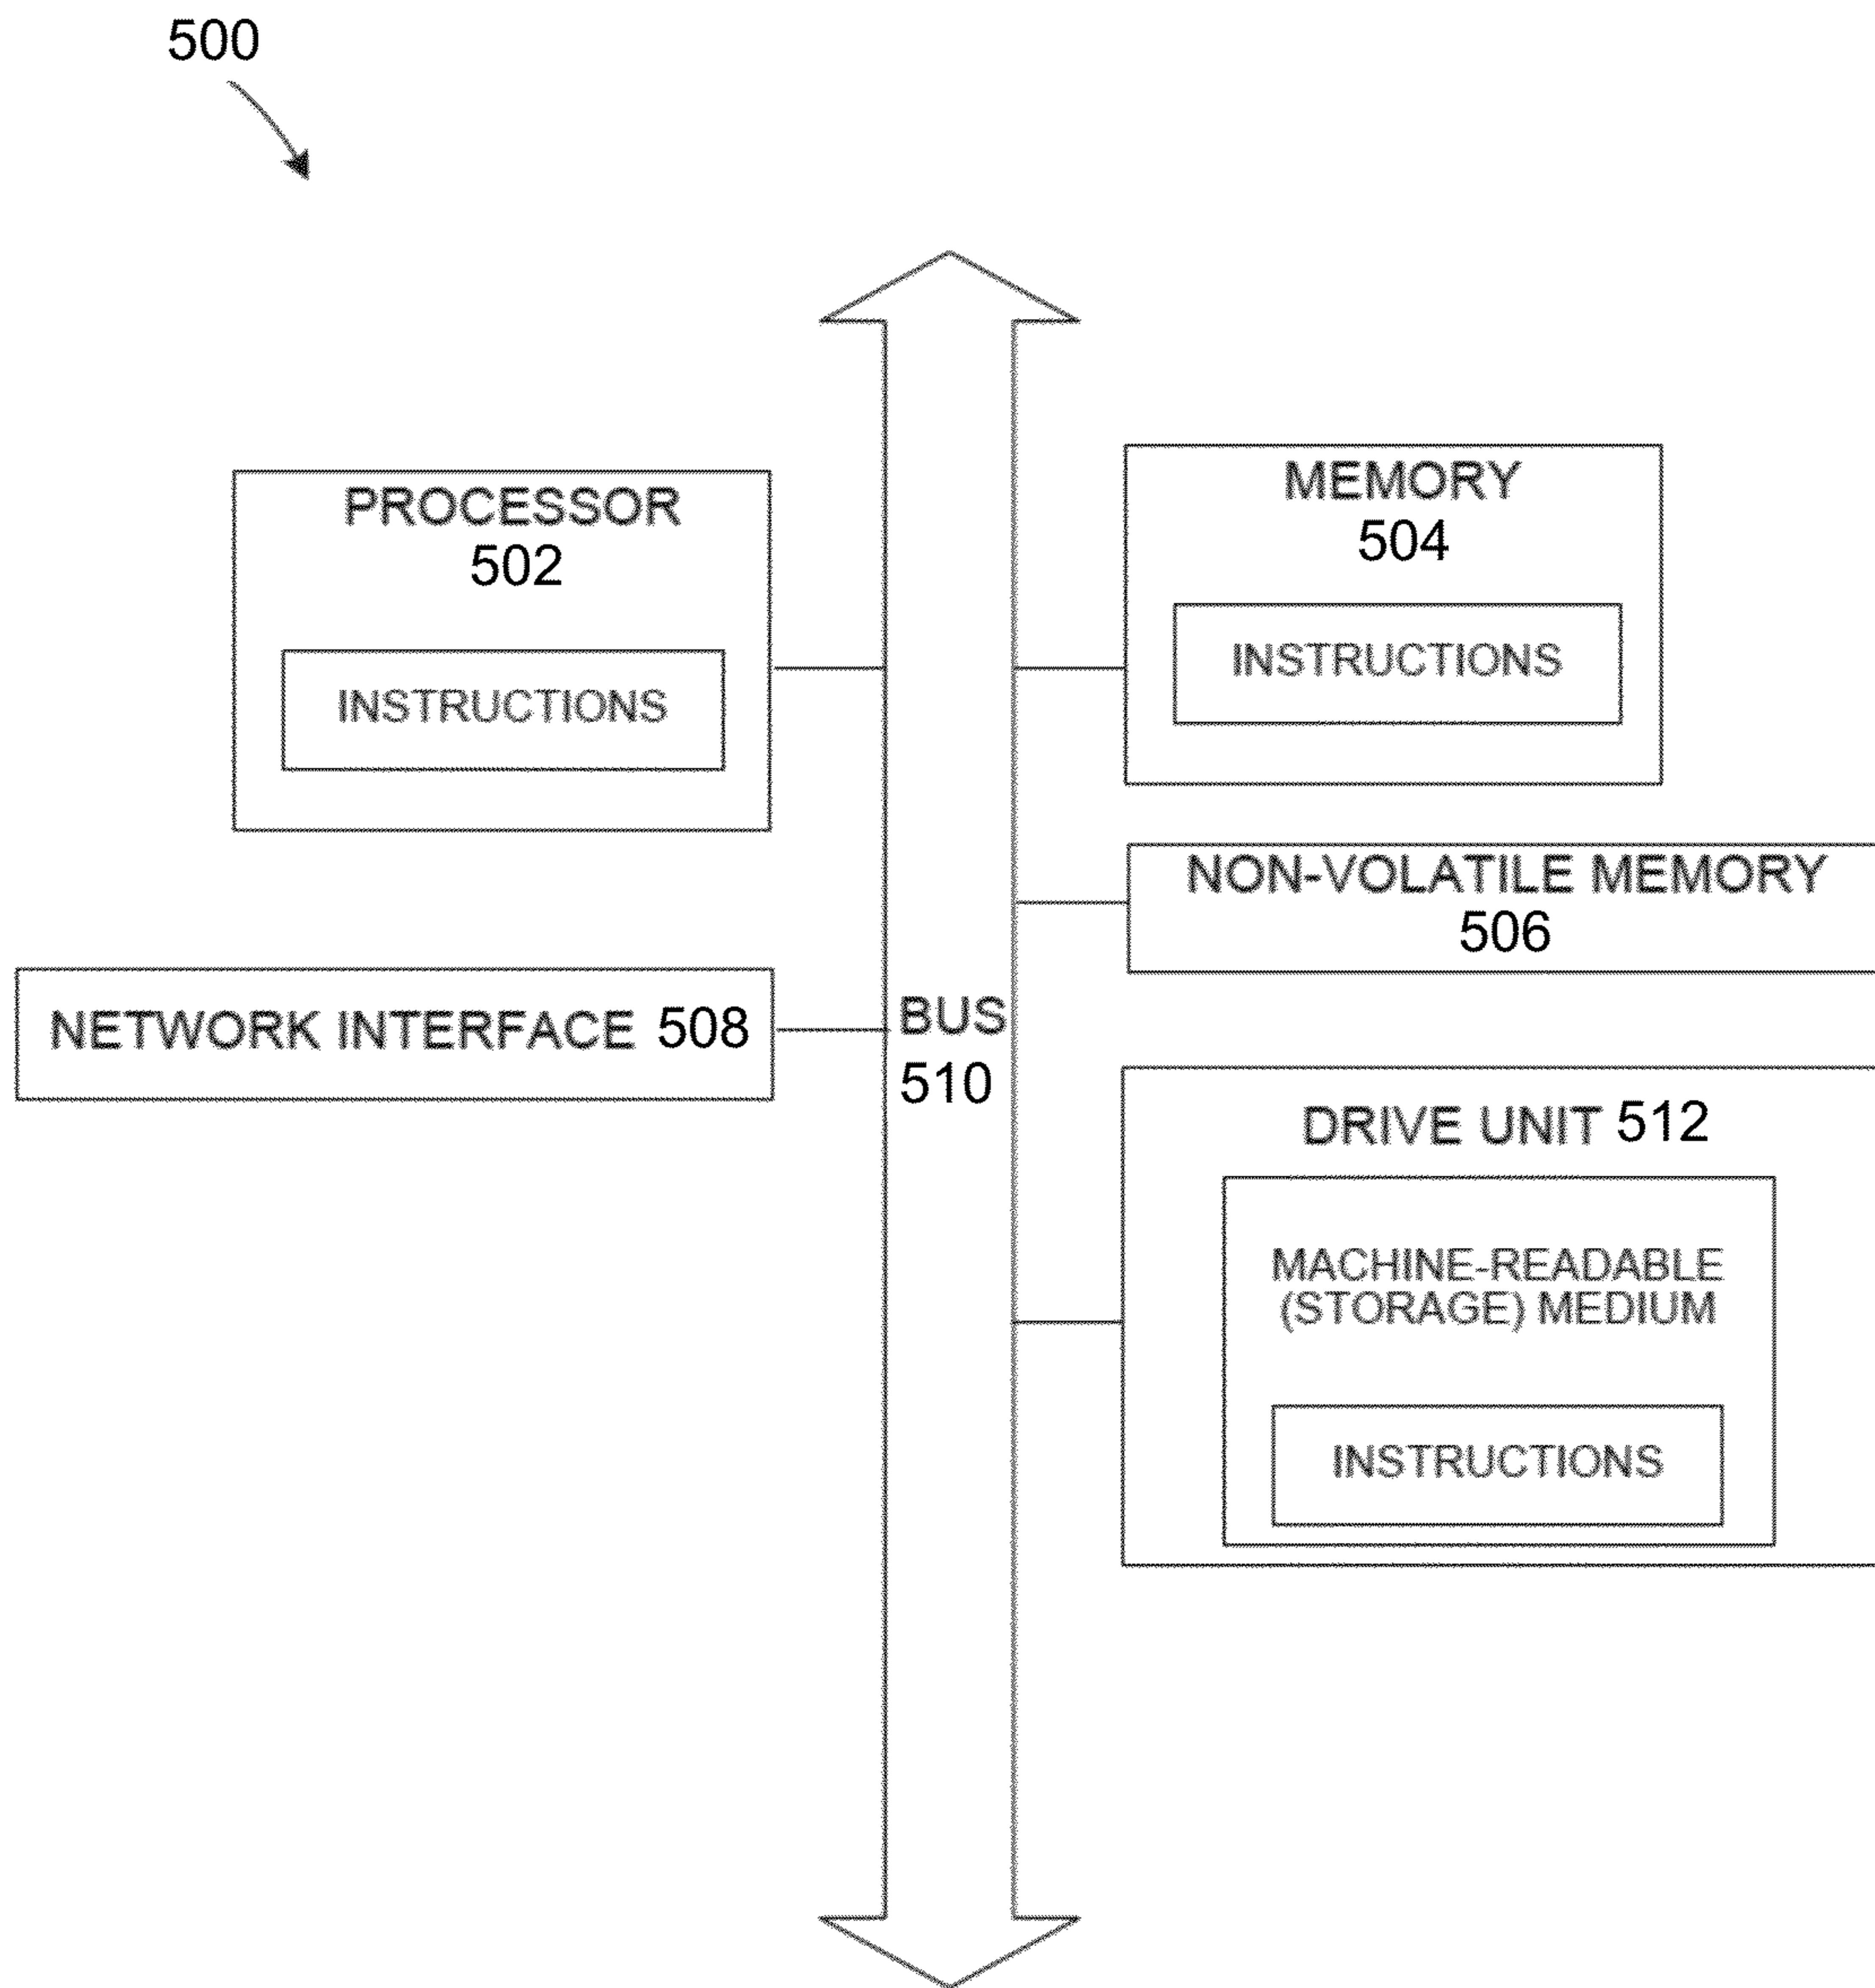 500
PROCESSOR
502
INSTRUCTIONS
MEMORY
504
INSTRUCTIONS
NON-VOLATILE MEMORY
506
NETWORK INTERFACE 508
BUS
510
DRIVE UNIT 512
MACHINE-READABLE
(STORAGE) MEDIUM
INSTRUCTIONS